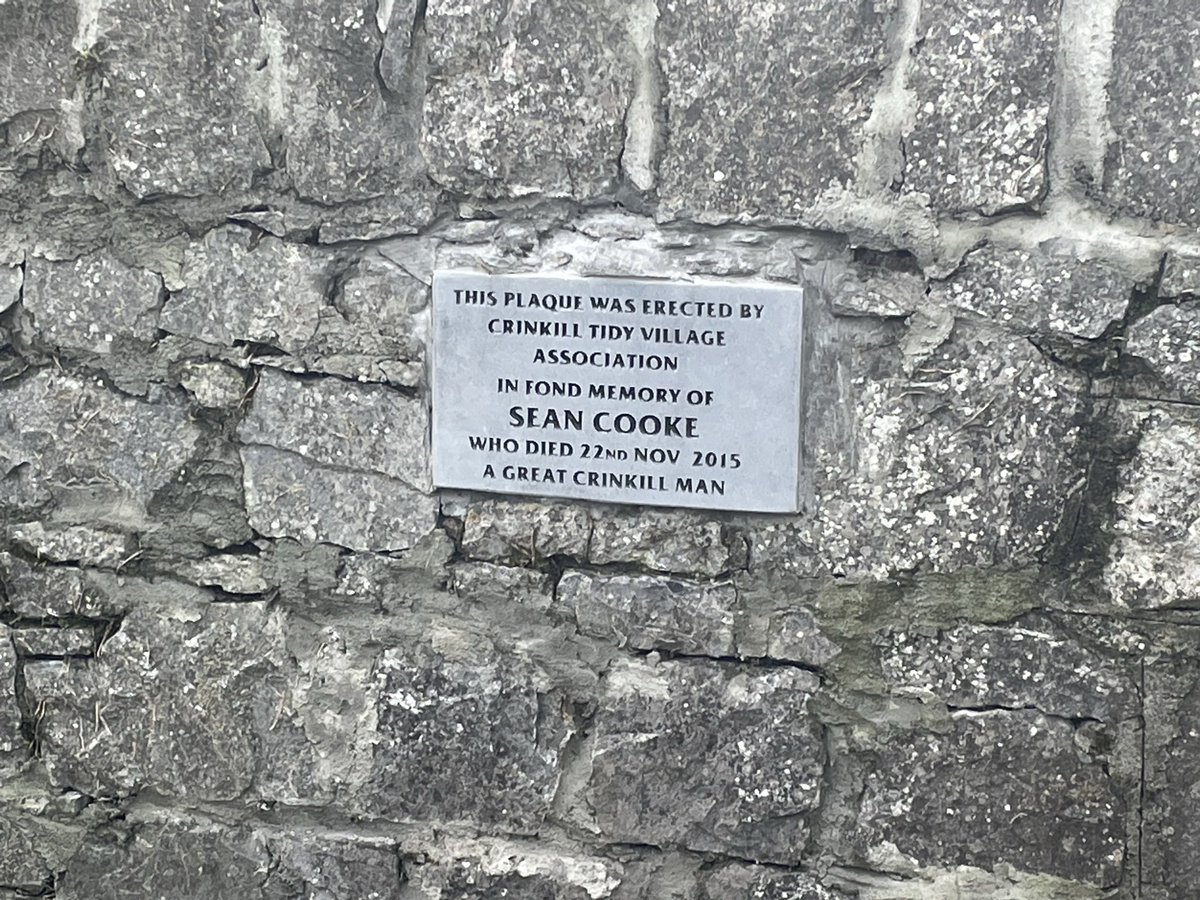 THIS PLAQUE WAS ERECTED BY
CRINKILL TIDY VILLAGE
ASSOCIATION
IN FOND MEMORY OF
SEAN COOKE
WHO DIED 22ND NOV 2015
A GREAT CRINKILL MAN